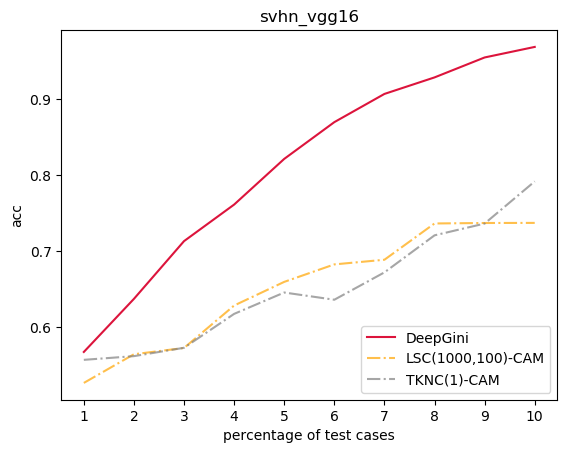 svhn_vgg16
acc
0.9
0.8
0.7
0.6
DeepGini
LSC(1000,100)-CAM
TKNC(1)-CAM
1 2 3 4 5 6 7 8 9 10
percentage of test cases